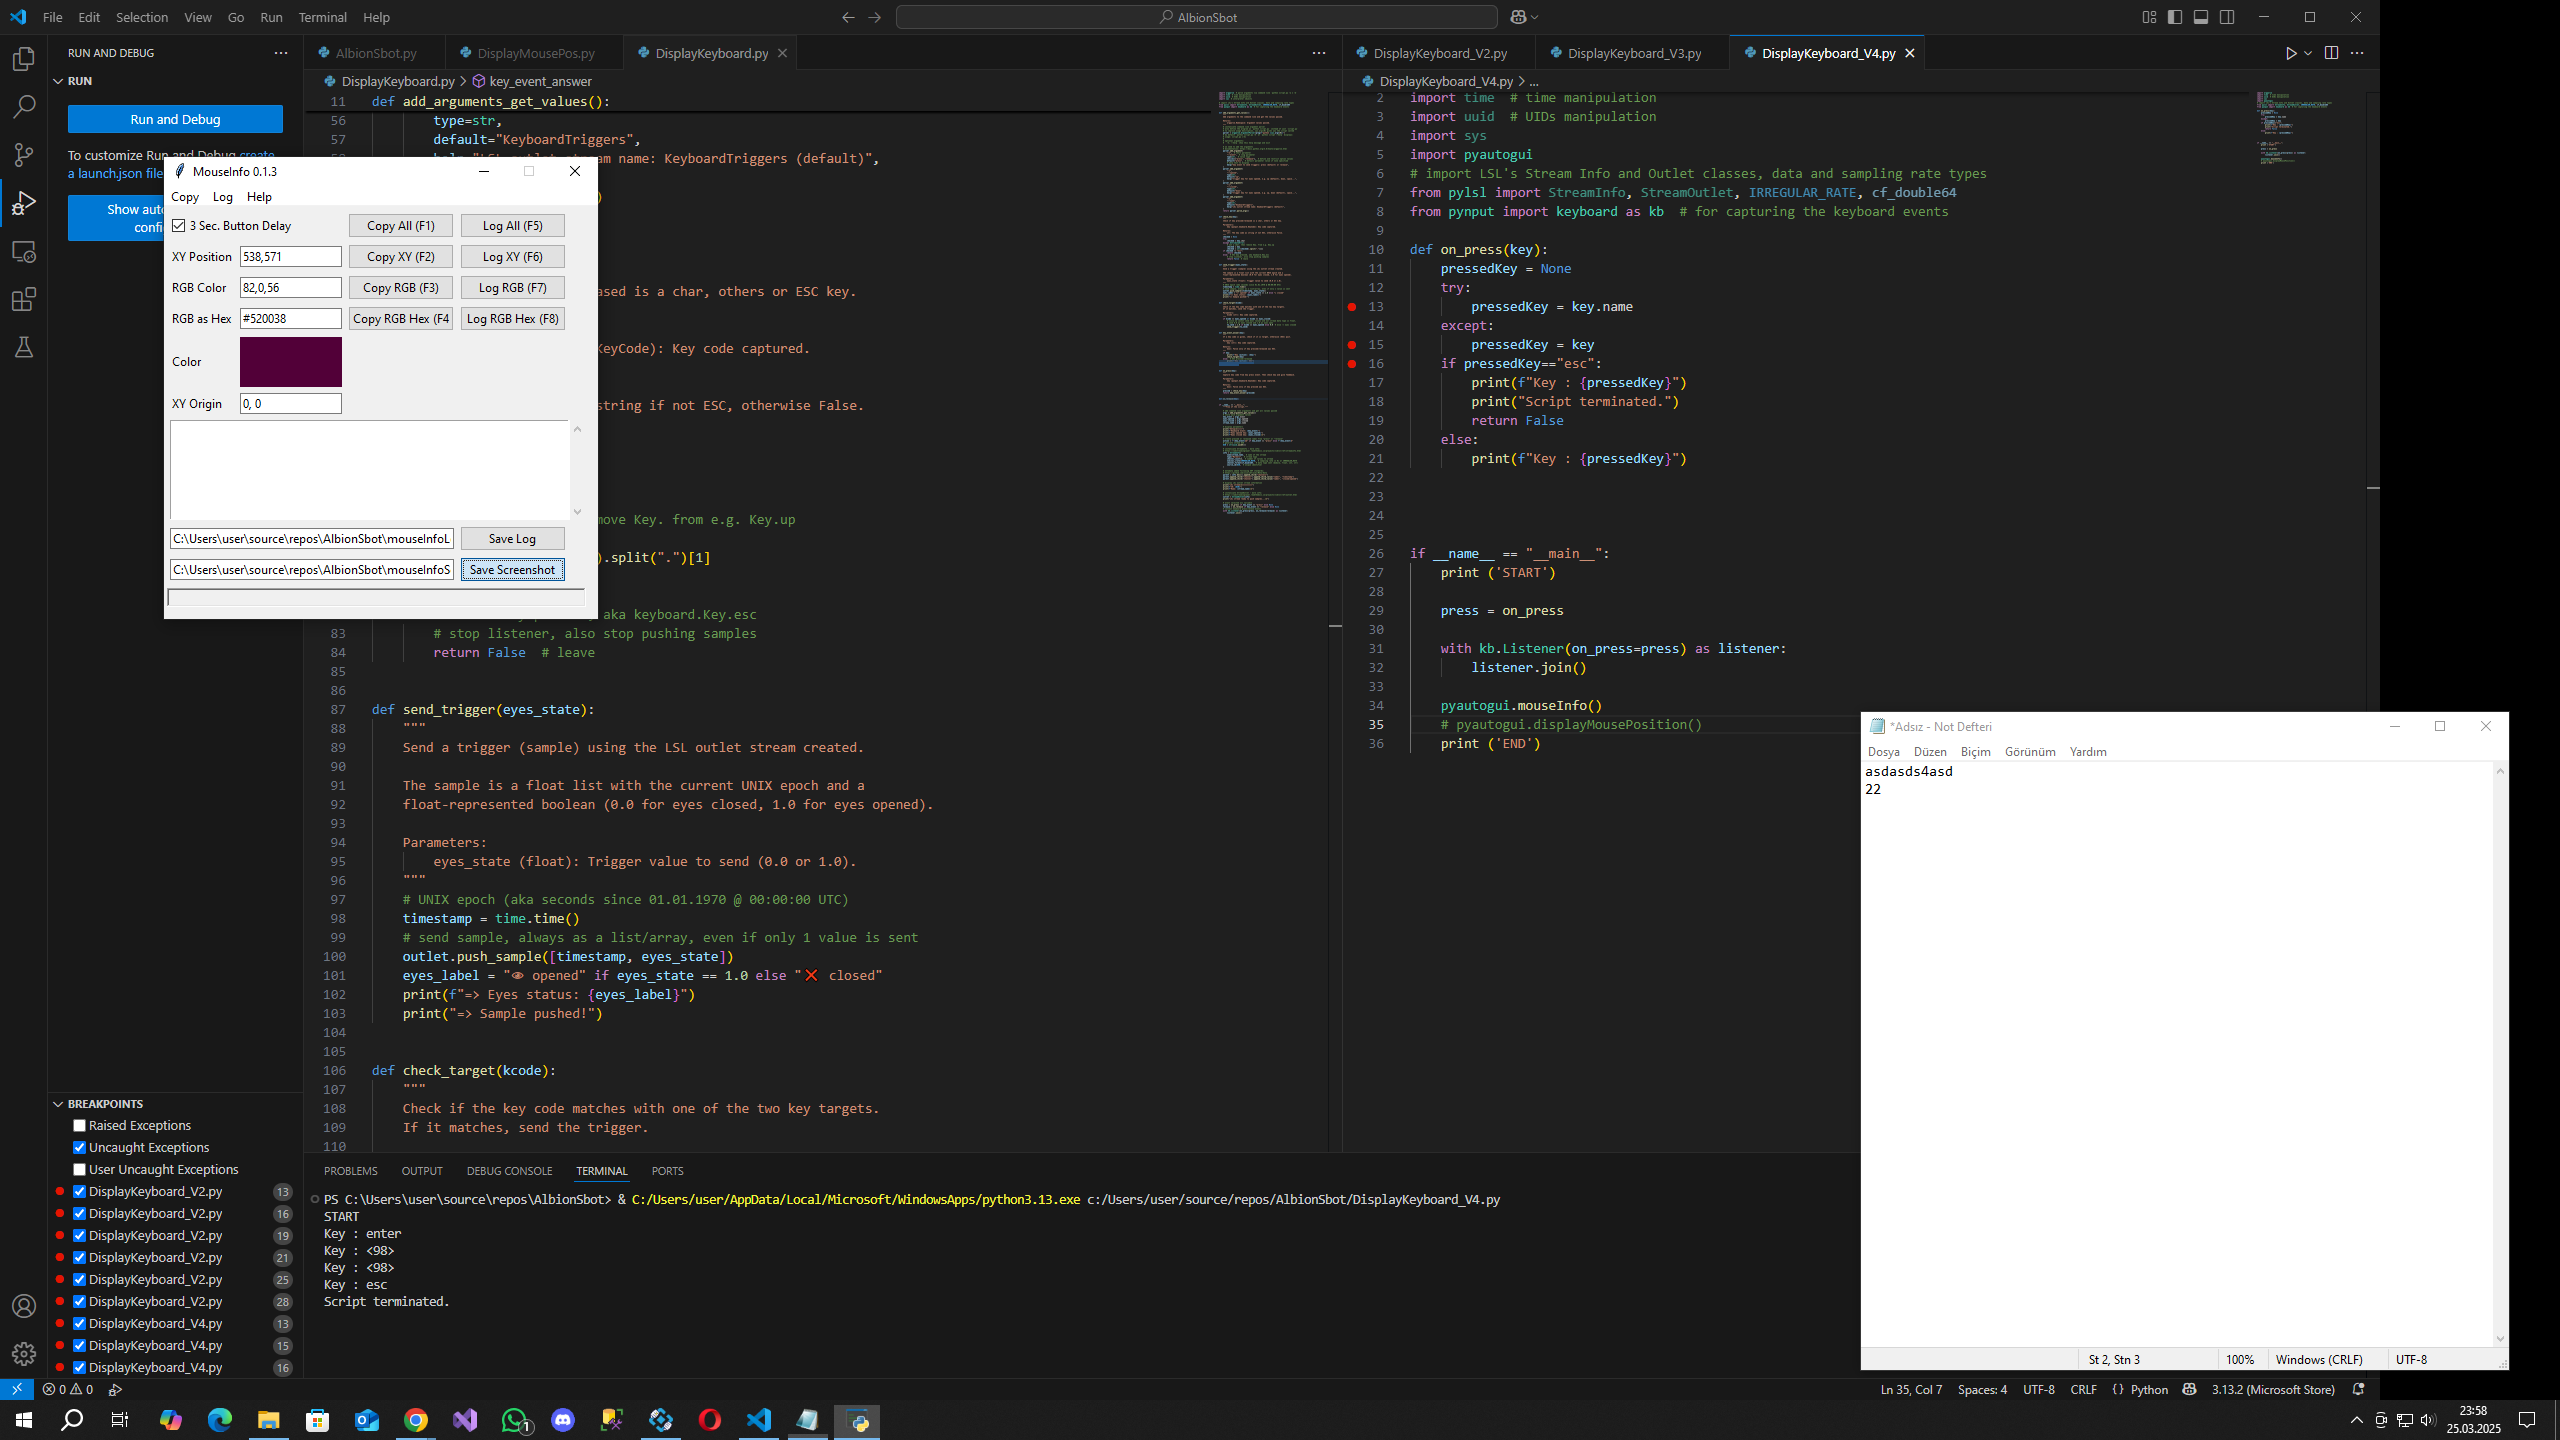 File Edit Selection View Go Run Terminal Help
AlbionSbot
RUN AND DEBUG
RUN
Run and Debug
To customize Run and Debug create
a launch.json file
Show auto
config
MouseInfo 0.1.3
Copy Log Help
3 Sec. Button Delay Copy All (F1) Log All (F5)
XY Position 538,571 Copy XY (F2) Log XY (F6)
RGB Color 82,0,56 Copy RGB (F3) Log RGB (F7)
RGB as Hex #520038 Copy RGB Hex (F4 Log RGB Hex (F8)
Color
XY Origin 0, 0
C:\Users\user\source\repos\AlbionSbot\mouseInfoL Save Log
C:\Users\user\source\repos\AlbionSbot\mouseInfoS Save Screenshot
AlbionSbot.py DisplayMousePos.py DisplayKeyboard.py
DisplayKeyboard.py > key_event_answer
11 def add_arguments_get_values():
56 type=str,
57 default="KeyboardTriggers",
stream name: KeyboardTriggers (default)",
)
ased is a char, others or ESC key.
KeyCode): Key code captured.
string if not ESC, otherwise False.
move Key. from e.g. Key.up
).split(".")[1]
aka keyboard.Key.esc
83 # stop listener, also stop pushing samples
84 return False # leave
85
86
87 def send_trigger(eyes_state):
88 """
89 Send a trigger (sample) using the LSL outlet stream created.
90
91 The sample is a float list with the current UNIX epoch and a
92 float-represented boolean (0.0 for eyes closed, 1.0 for eyes opened).
93
94 Parameters:
95 eyes_state (float): Trigger value to send (0.0 or 1.0).
96 """
97 # UNIX epoch (aka seconds since 01.01.1970 @ 00:00:00 UTC)
98 timestamp = time.time()
99 # send sample, always as a list/array, even if only 1 value is sent
100 outlet.push_sample([timestamp, eyes_state])
101 eyes_label = "👁 opened" if eyes_state == 1.0 else "❌ closed"
102 print(f"=> Eyes status: {eyes_label}")
103 print("=> Sample pushed!")
104
105
106 def check_target(kcode):
107 """
108 Check if the key code matches with one of the two key targets.
109 If it matches, send the trigger.
110
DisplayKeyboard_V2.py DisplayKeyboard_V3.py DisplayKeyboard_V4.py
DisplayKeyboard_V4.py > ...
2 import time # time manipulation
3 import uuid # UIDs manipulation
4 import sys
5 import pyautogui
6 # import LSL's Stream Info and Outlet classes, data and sampling rate types
7 from pylsl import StreamInfo, StreamOutlet, IRREGULAR_RATE, cf_double64
8 from pynput import keyboard as kb # for capturing the keyboard events
9
10 def on_press(key):
11 pressedKey = None
12 try:
13 pressedKey = key.name
14 except:
15 pressedKey = key
16 if pressedKey=="esc":
17 print(f"Key : {pressedKey}")
18 print("Script terminated.")
19 return False
20 else:
21 print(f"Key : {pressedKey}")
22
23
24
25
26 if __name__ == "__main__":
27 print ('START')
28
29 press = on_press
30
31 with kb.Listener(on_press=press) as listener:
32 listener.join()
33
34 pyautogui.mouseInfo()
35 # pyautogui.displayMousePosition()
36 print ('END')
*Adsız - Not Defteri
Dosya Düzen Biçim Görünüm Yardım
asdasds4asd
22
St 2, Stn 3 100% Windows (CRLF) UTF-8
BREAKPOINTS
Raised Exceptions
Uncaught Exceptions
User Uncaught Exceptions
DisplayKeyboard_V2.py 13
DisplayKeyboard_V2.py 16
DisplayKeyboard_V2.py 19
DisplayKeyboard_V2.py 21
DisplayKeyboard_V2.py 25
DisplayKeyboard_V2.py 28
DisplayKeyboard_V4.py 13
DisplayKeyboard_V4.py 15
DisplayKeyboard_V4.py 16
PROBLEMS OUTPUT DEBUG CONSOLE TERMINAL PORTS
PS C:\Users\user\source\repos\AlbionSbot> & C:/Users/user/AppData/Local/Microsoft/WindowsApps/python3.13.exe c:/Users/user/source/repos/AlbionSbot/DisplayKeyboard_V4.py
START
Key : enter
Key : <98>
Key : <98>
Key : esc
Script terminated.
0 0
Ln 35, Col 7 Spaces: 4 UTF-8 CRLF {} Python 3.13.2 (Microsoft Store)
1
23:58
25.03.2025